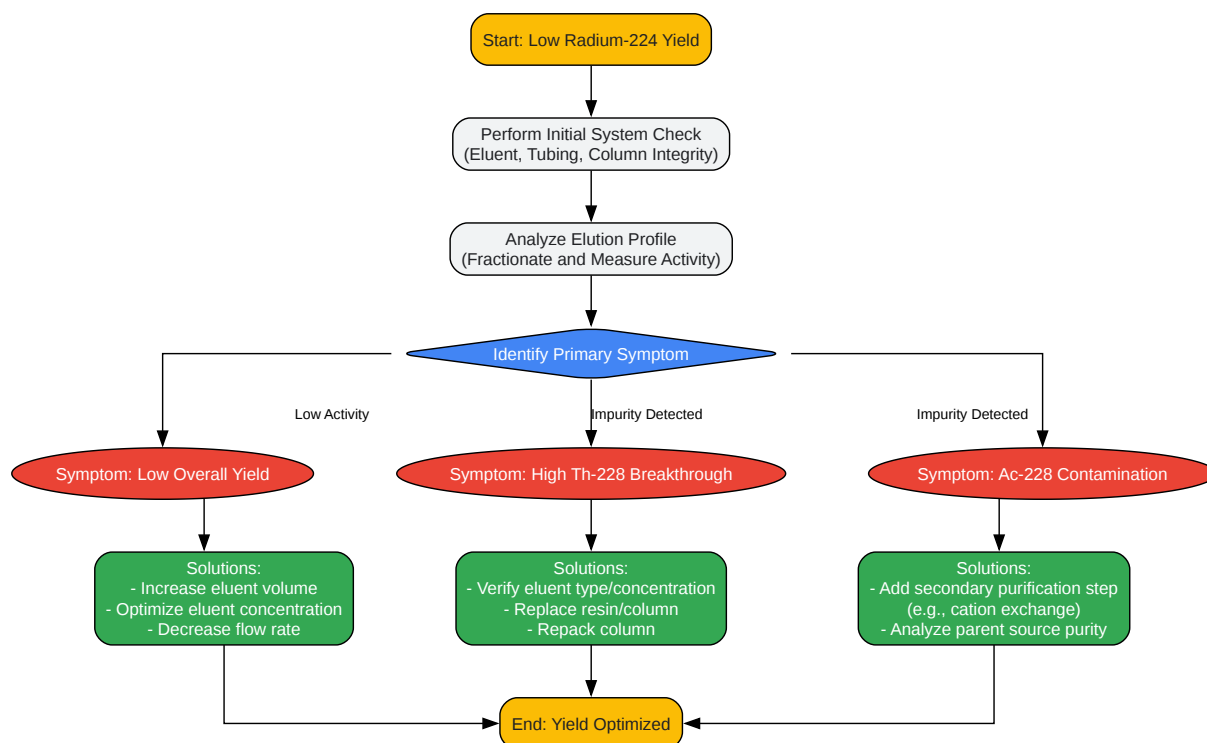 Start: Low Radium-224 Yield
Perform Initial System Check
(Eluent, Tubing, Column Integrity)
Analyze Elution Profile
(Fractionate and Measure Activity)
Identify Primary Symptom
Low Activity
Impurity Detected
Impurity Detected
Symptom: Low Overall Yield
Symptom: High Th-228 Breakthrough
Symptom: Ac-228 Contamination
Solutions:
- Increase eluent volume
- Optimize eluent concentration
- Decrease flow rate
Solutions:
- Verify eluent type/concentration
- Replace resin/column
- Repack column
Solutions:
- Add secondary purification step
(e.g., cation exchange)
- Analyze parent source purity
End: Yield Optimized